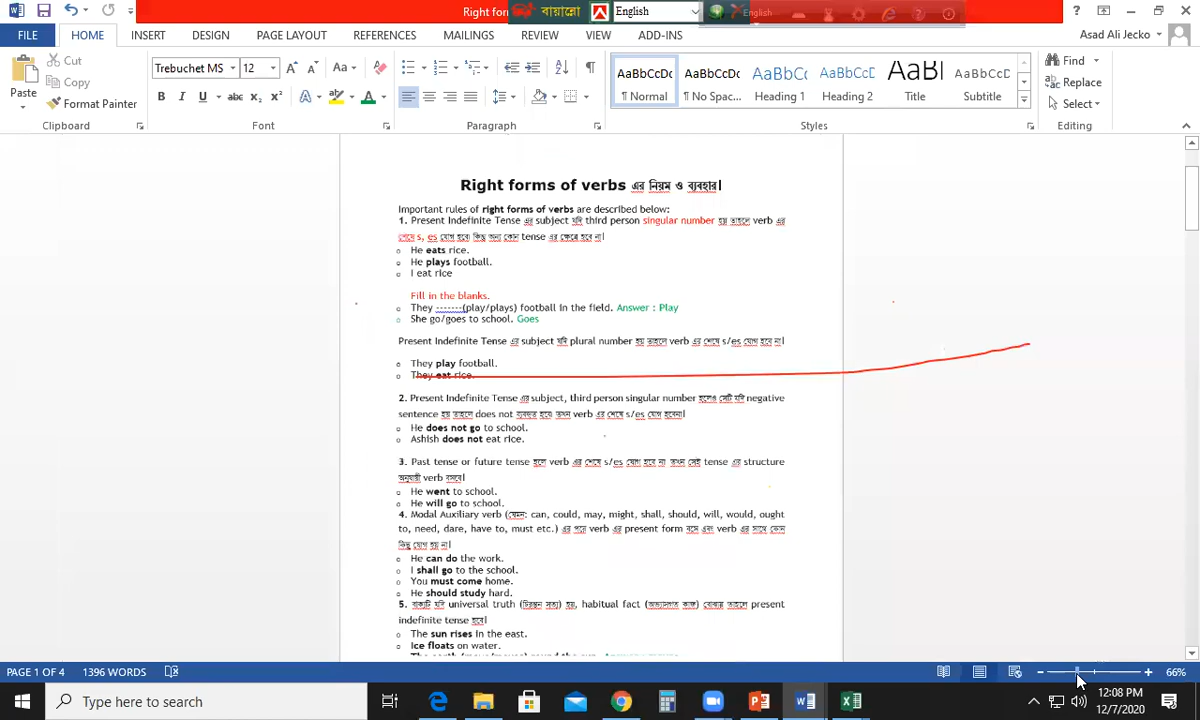 Right for
বায়ান্নো
English
English
Asad Ali Jecko
FILE
HOME
INSERT
DESIGN
PAGE LAYOUT
REFERENCES
MAILINGS
REVIEW
VIEW
ADD-INS
Paste
Cut
Copy
Format Painter
Clipboard
Trebuchet MS
12
Font
Paragraph
AaBbCcDc
¶ Normal
AaBbCcDc
¶ No Spac...
AaBbCc
Heading 1
AaBbCcD
Heading 2
AaBl
Title
AaBbCcD
Subtitle
Styles
Find
Replace
Select
Editing
Right forms of verbs এর নিয়ম ও ব্যবহার।
Important rules of right forms of verbs are described below:
1. Present Indefinite Tense এর subject যদি third person singular number হয় তাহলে verb এর
শেষে s, es যোগ হবে। কিন্তু অন্য কোন tense এর ক্ষেত্রে হবে না।
He eats rice.
He plays football.
I eat rice
Fill in the blanks.
They -------(play/plays) football in the field. Answer : Play
She go/goes to school. Goes
Present Indefinite Tense এর subject যদি plural number হয় তাহলে verb এর শেষে s/es যোগ হবে না।
They play football.
They eat rice.
2. Present Indefinite Tense এর subject, third person singular number হলেও সেটি যদি negative
sentence হয় তাহলে does not ব্যবহৃত হবে। তখন verb এর শেষে s/es যোগ হবেনা।
He does not go to school.
Ashish does not eat rice.
3. Past tense or future tense হলে verb এর শেষে s/es যোগ হবে না তখন সেই tense এর structure
অনুযায়ী verb বসবে।
He went to school.
He will go to school.
4. Modal Auxiliary verb (যেমন: can, could, may, might, shall, should, will, would, ought
to, need, dare, have to, must etc.) এর পরে verb এর present form বসে এবং verb এর সাথে কোন
কিছু যোগ হয় না।
He can do the work.
I shall go to the school.
You must come home.
He should study hard.
5. বাক্যটি যদি universal truth (চিরন্তন সত্য) হয়, habitual fact (অভ্যাসগত কাজ) বোঝায় তাহলে present
indefinite tense হবে।
The sun rises in the east.
Ice floats on water.
PAGE 1 OF 4
1396 WORDS
66%
Type here to search
12:08 PM
12/7/2020